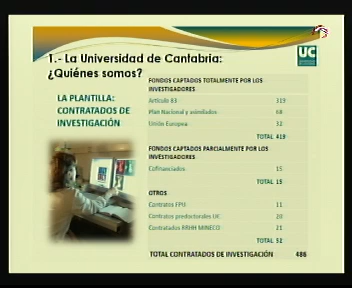 1.- La Universidad de Cantabria:
¿Quiénes somos?
UC
LA PLANTILLA:
CONTRATADOS DE
INVESTIGACIÓN
FONDOS CAPTADOS TOTALMENTE POR LOS
INVESTIGADORES
Artículo 83 319
Plan Nacional y asimilados 68
Unión Europea 32
TOTAL 419
FONDOS CAPTADOS PARCIALMENTE POR LOS
INVESTIGADORES
Cofinanciados 15
TOTAL 15
OTROS
Contratos FPU 11
Contratos predoctorales UC 20
Contratados RRHH MINECO 21
TOTAL 52
TOTAL CONTRATADOS DE INVESTIGACIÓN 486